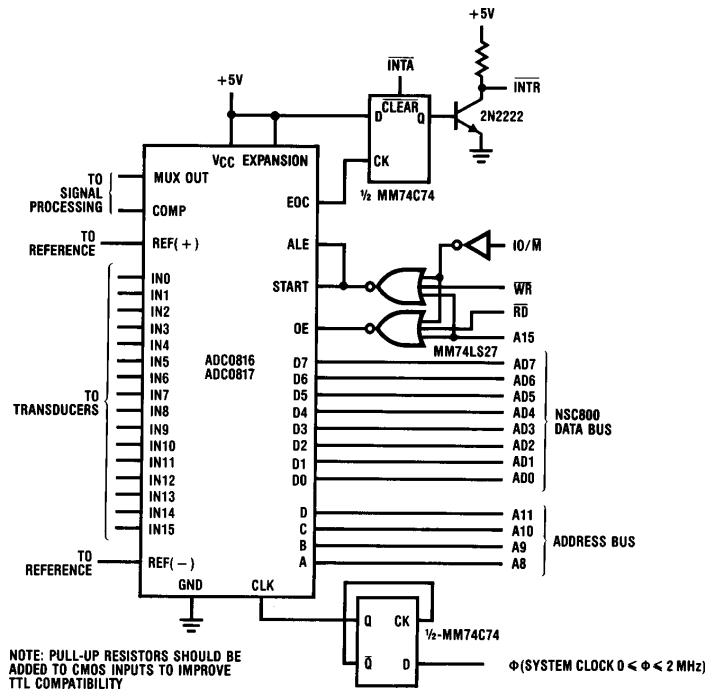 +5V
INTA
INTR
+5V
D
CLEAR
Q
2N2222
CK
½ MM74C74
VCC EXPANSION
MUX OUT
TO
SIGNAL
PROCESSING
COMP
EOC
TO
REFERENCE
REF(+)
ALE
IO/M
START
WR
RD
OE
A15
MM74LS27
IN0
IN1
IN2
IN3
IN4
IN5
IN6
IN7
IN8
IN9
IN10
IN11
IN12
IN13
IN14
IN15
TO
TRANSDUCERS
ADC0816
ADC0817
D7
D6
D5
D4
D3
D2
D1
D0
AD7
AD6
AD5
AD4
AD3
AD2
AD1
AD0
NSC800
DATA BUS
D
C
B
A
A11
A10
A9
A8
ADDRESS BUS
TO
REFERENCE
REF(−)
GND
CLK
Q
CK
½-MM74C74
Q̄
D
Φ(SYSTEM CLOCK 0 ≤ Φ ≤ 2 MHz)
NOTE: PULL-UP RESISTORS SHOULD BE
ADDED TO CMOS INPUTS TO IMPROVE
TTL COMPATIBILITY